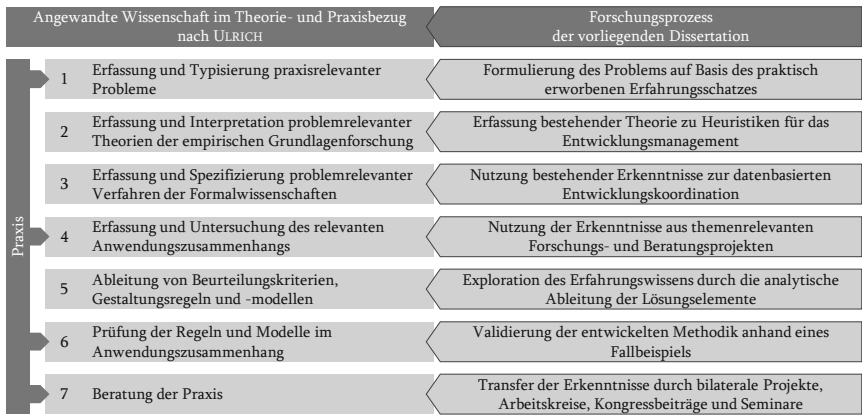 Angewandte Wissenschaft im Theorie- und Praxisbezug
nach ULRICH
Forschungsprozess
der vorliegenden Dissertation
Praxis
1 Erfassung und Typisierung praxisrelevanter
Probleme
Formulierung des Problems auf Basis des praktisch
erworbenen Erfahrungsschatzes
2 Erfassung und Interpretation problemrelevanter
Theorien der empirischen Grundlagenforschung
Erfassung bestehender Theorie zu Heuristiken für das
Entwicklungsmanagement
3 Erfassung und Spezifizierung problemrelevanter
Verfahren der Formalwissenschaften
Nutzung bestehender Erkenntnisse zur datenbasierten
Entwicklungskoordination
4 Erfassung und Untersuchung des relevanten
Anwendungszusammenhangs
Nutzung der Erkenntnisse aus themenrelevanten
Forschungs- und Beratungsprojekten
5 Ableitung von Beurteilungskriterien,
Gestaltungsregeln und -modellen
Exploration des Erfahrungswissens durch die analytische
Ableitung der Lösungselemente
6 Prüfung der Regeln und Modelle im
Anwendungszusammenhang
Validierung der entwickelten Methodik anhand eines
Fallbeispiels
7 Beratung der Praxis
Transfer der Erkenntnisse durch bilaterale Projekte,
Arbeitskreise, Kongressbeiträge und Seminare